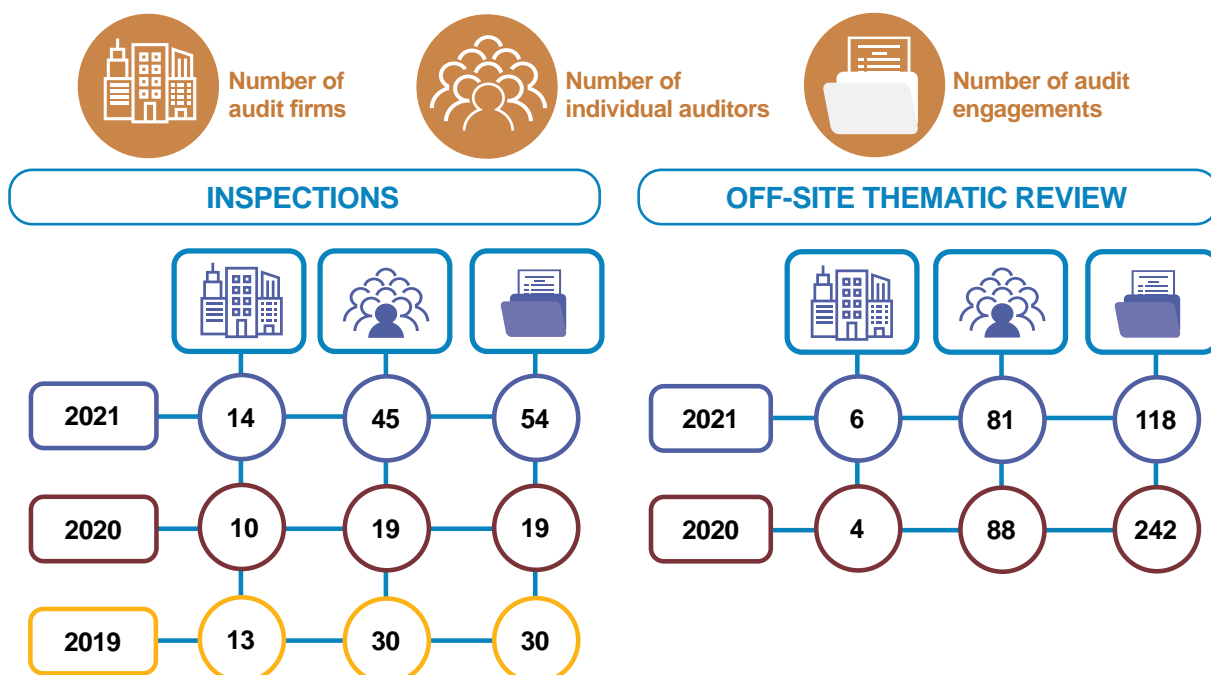 Number of
audit firms
Number of
individual auditors
Number of audit
engagements
INSPECTIONS
2021 14 45 54
2020 10 19 19
2019 13 30 30
OFF-SITE THEMATIC REVIEW
2021 6 81 118
2020 4 88 242